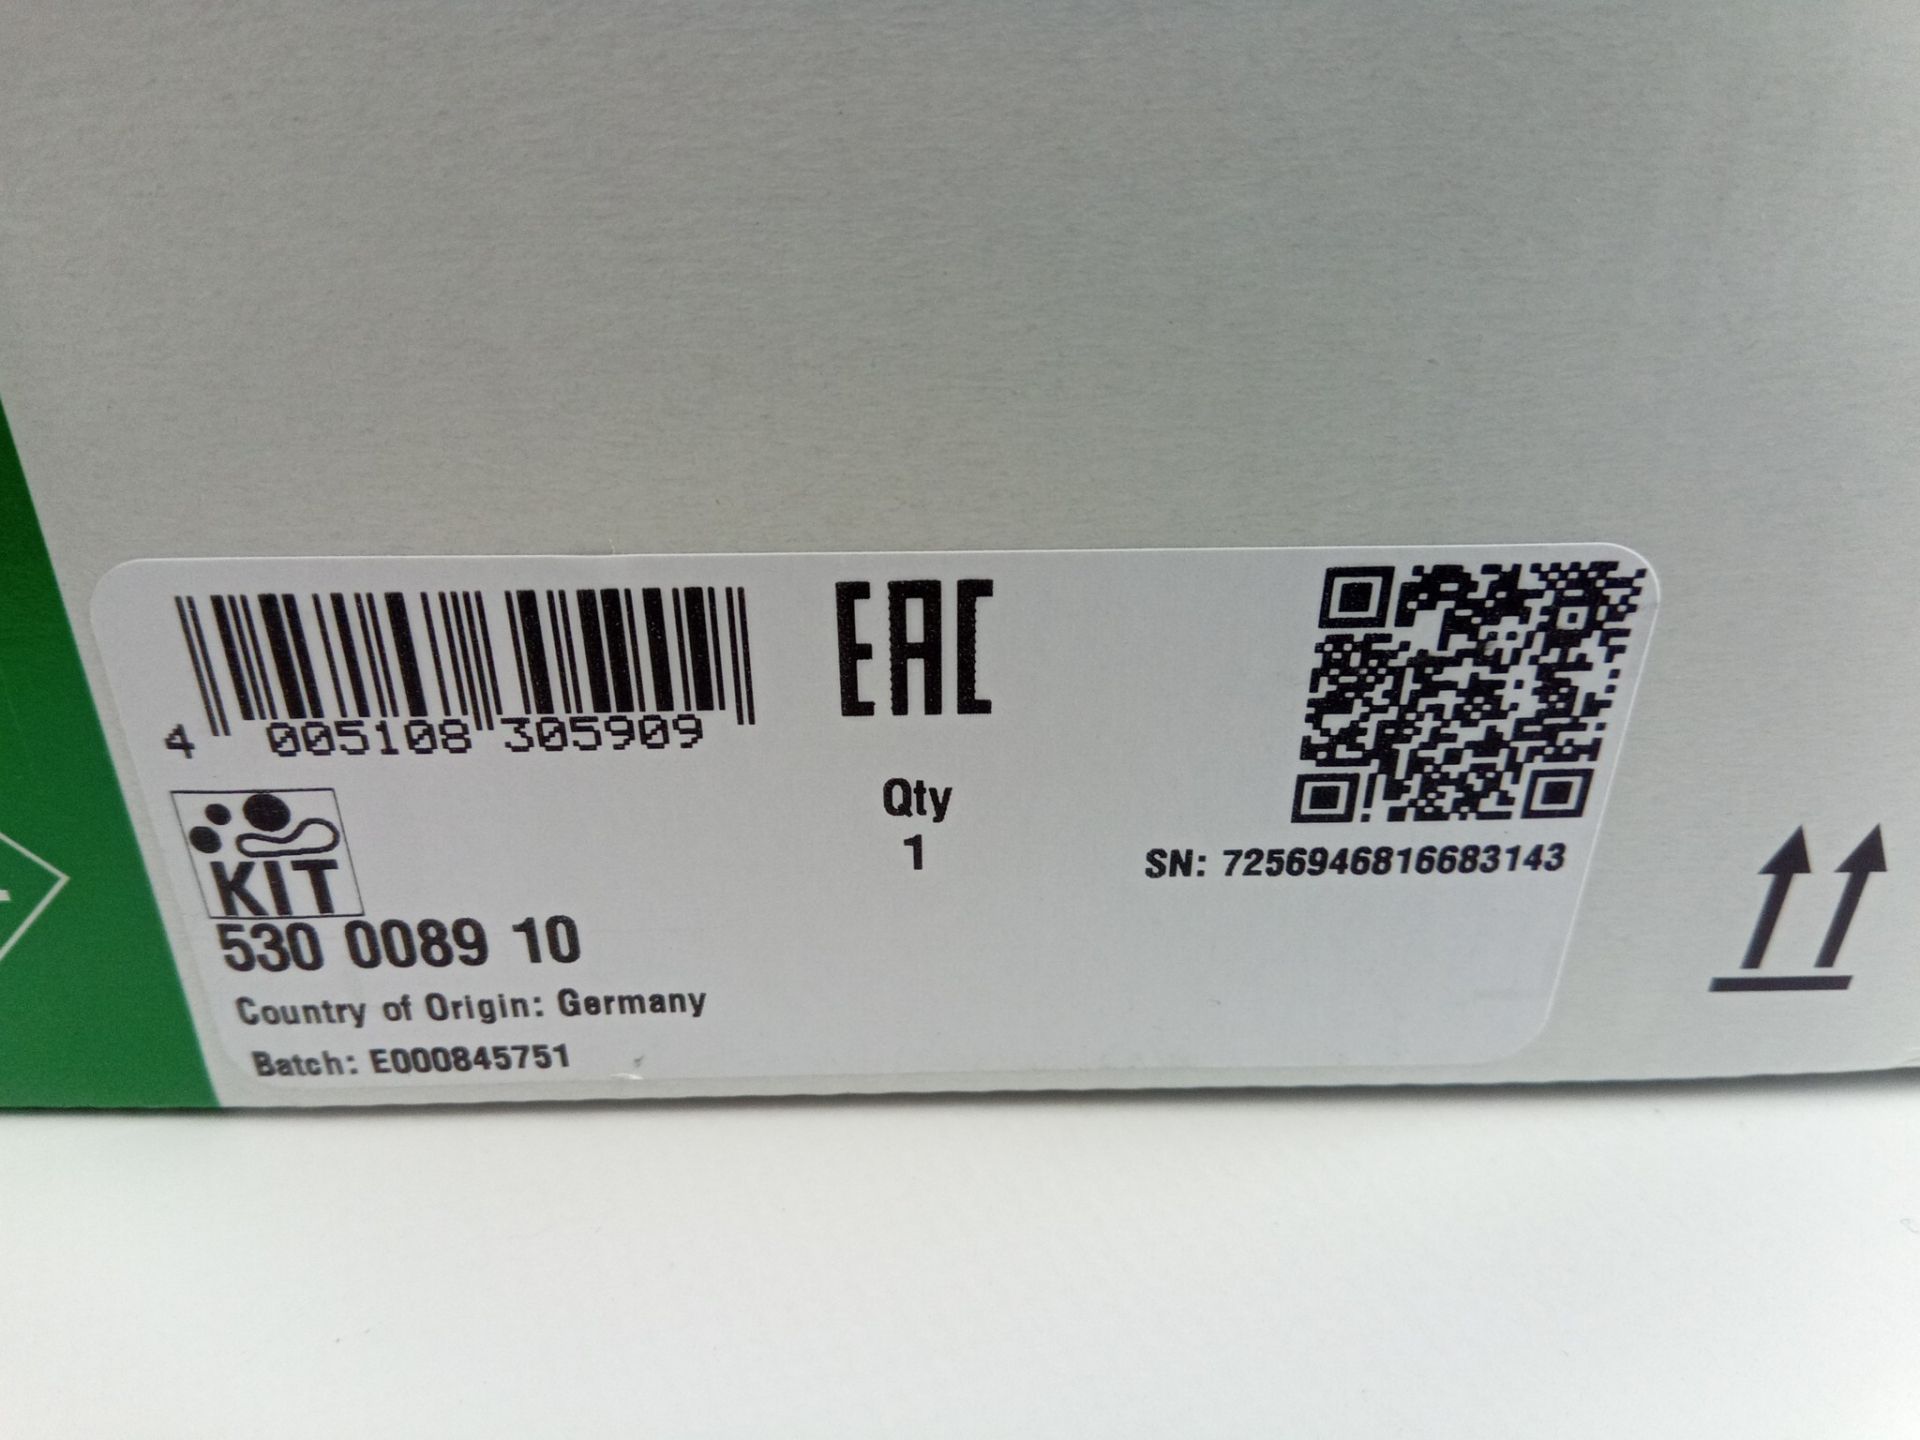 4 005108 305909
EAC
KIT
Qty
1
SN: 7256946816683143
530 0089 10
Country of Origin: Germany
Batch: E000845751